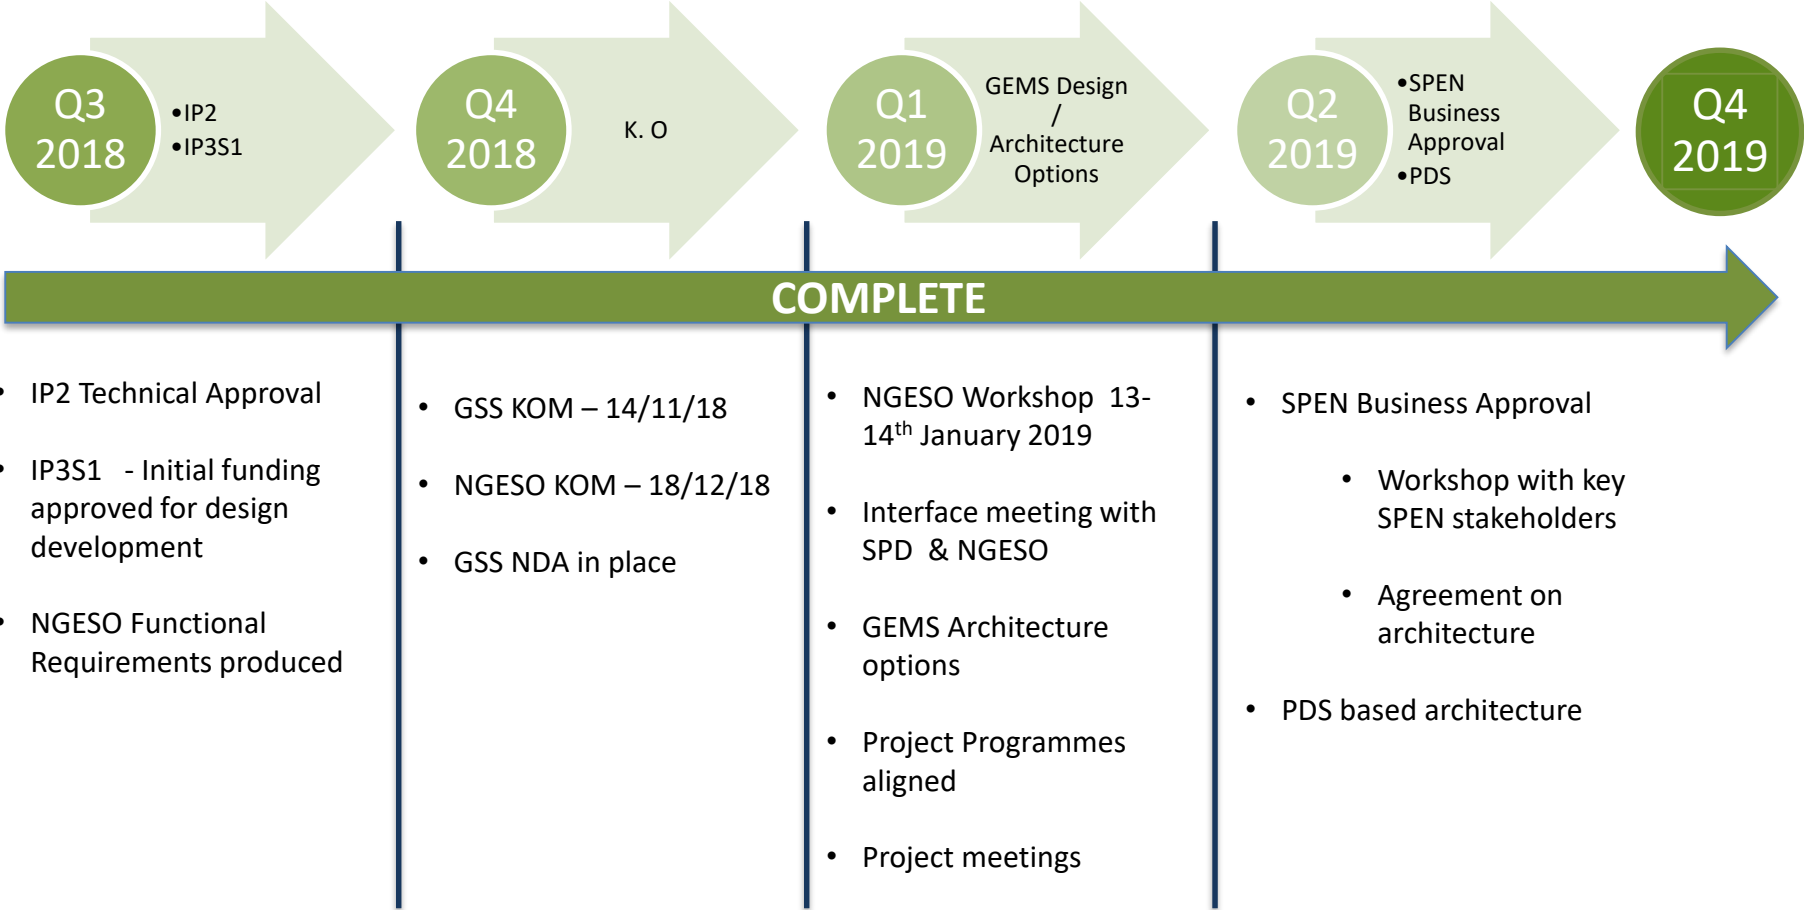 Q3
2018
•IP2
•IP3S1
Q4
2018
K. O
Q1
2019
GEMS Design
/
Architecture
Options
Q2
2019
•SPEN
Business
Approval
•PDS
Q4
2019
COMPLETE
• IP2 Technical Approval
• IP3S1 - Initial funding
approved for design
development
• NGESO Functional
Requirements produced
• GSS KOM – 14/11/18
• NGESO KOM – 18/12/18
• GSS NDA in place
• NGESO Workshop 13-
14th January 2019
• Interface meeting with
SPD & NGESO
• GEMS Architecture
options
• Project Programmes
aligned
• Project meetings
• SPEN Business Approval
• Workshop with key
SPEN stakeholders
• Agreement on
architecture
• PDS based architecture